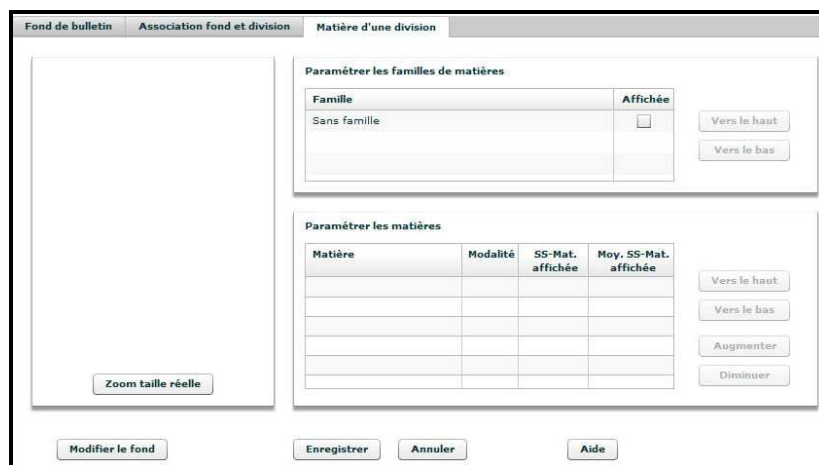 Fond de bulletin Association fond et division Matière d'une division
Paramétrer les familles de matières
Famille Affichée
Sans famille
Vers le haut
Vers le bas
Paramétrer les matières
Matière Modalité SS-Mat. affichée Moy. SS-Mat. affichée
Vers le haut
Vers le bas
Augmenter
Diminuer
Zoom taille réelle
Modifier le fond Enregistrer Annuler Aide